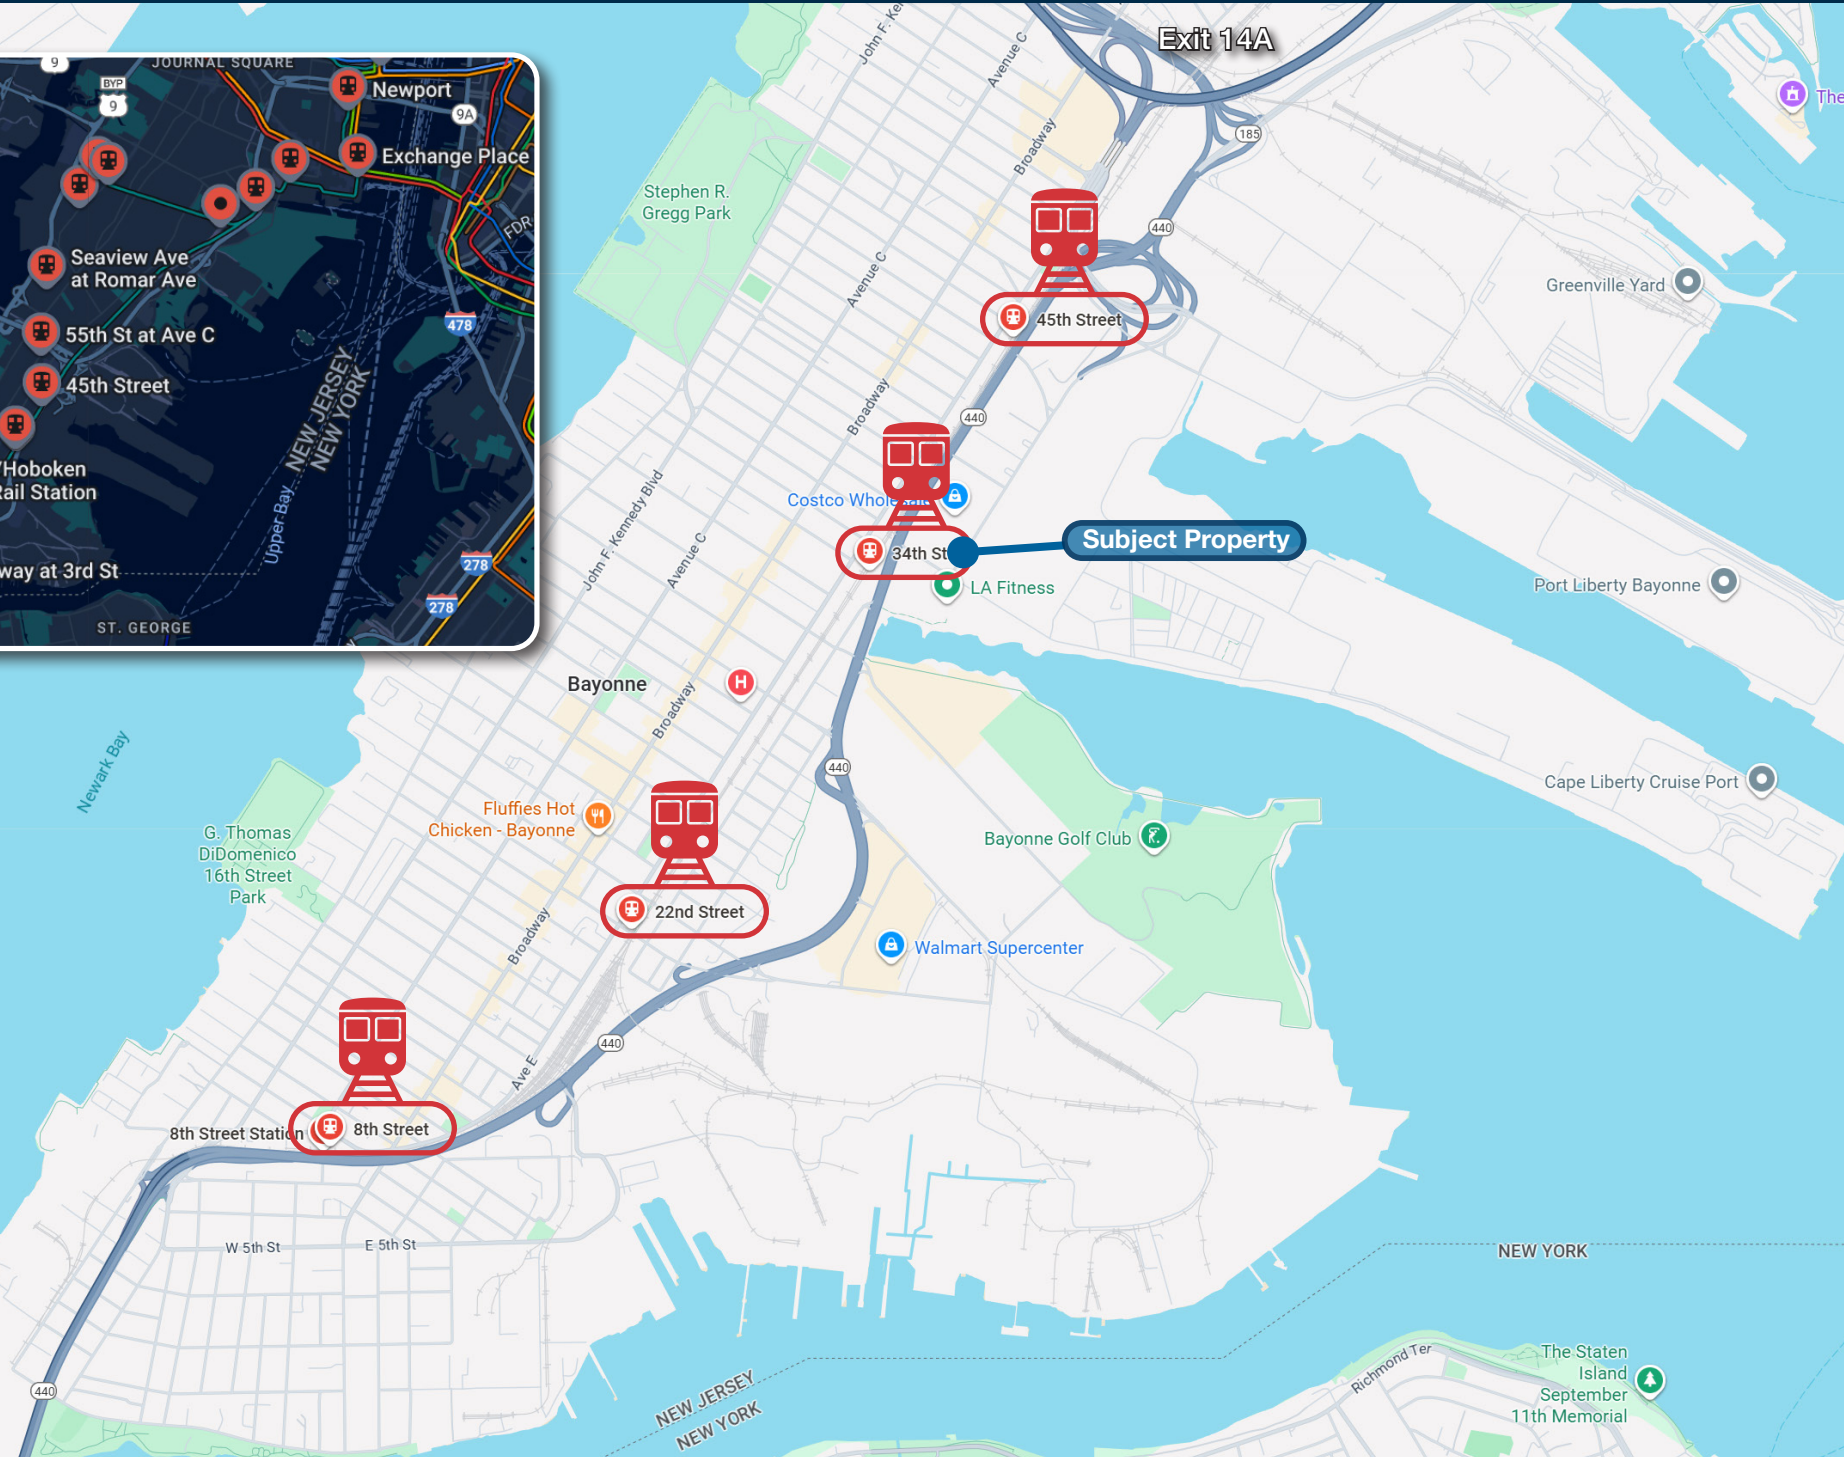 Exit 14A
JOURNAL SQUARE
9
BYP
9
Newport
9A
Exchange Place
FDR
Seaview Ave
at Romar Ave
55th St at Ave C
45th Street
478
NEW JERSEY
NEW YORK
Hoboken
ail Station
Upper Bay
way at 3rd St
278
278
ST. GEORGE
John F. Ke
Avenue C
Broadway
185
The
Stephen R.
Gregg Park
440
Avenue C
Greenville Yard
45th Street
Broadway
440
Costco Wholesale
John F. Kennedy Blvd
Avenue C
34th St
Subject Property
LA Fitness
Port Liberty Bayonne
Bayonne
H
Broadway
Newark Bay
440
Cape Liberty Cruise Port
Fluffies Hot
Chicken - Bayonne
G. Thomas
DiDomenico
16th Street
Park
Bayonne Golf Club
22nd Street
Broadway
Walmart Supercenter
440
Ave E
8th Street Station
8th Street
W 5th St
E 5th St
NEW YORK
440
NEW JERSEY
NEW YORK
Richmond Ter
The Staten
Island
September
11th Memorial